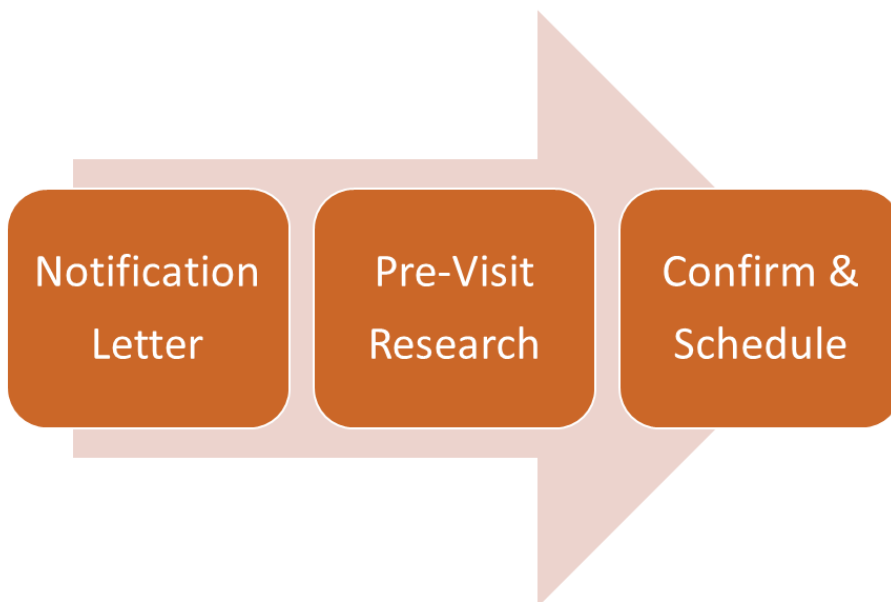 Notification
Letter
Pre-Visit
Research
Confirm &
Schedule